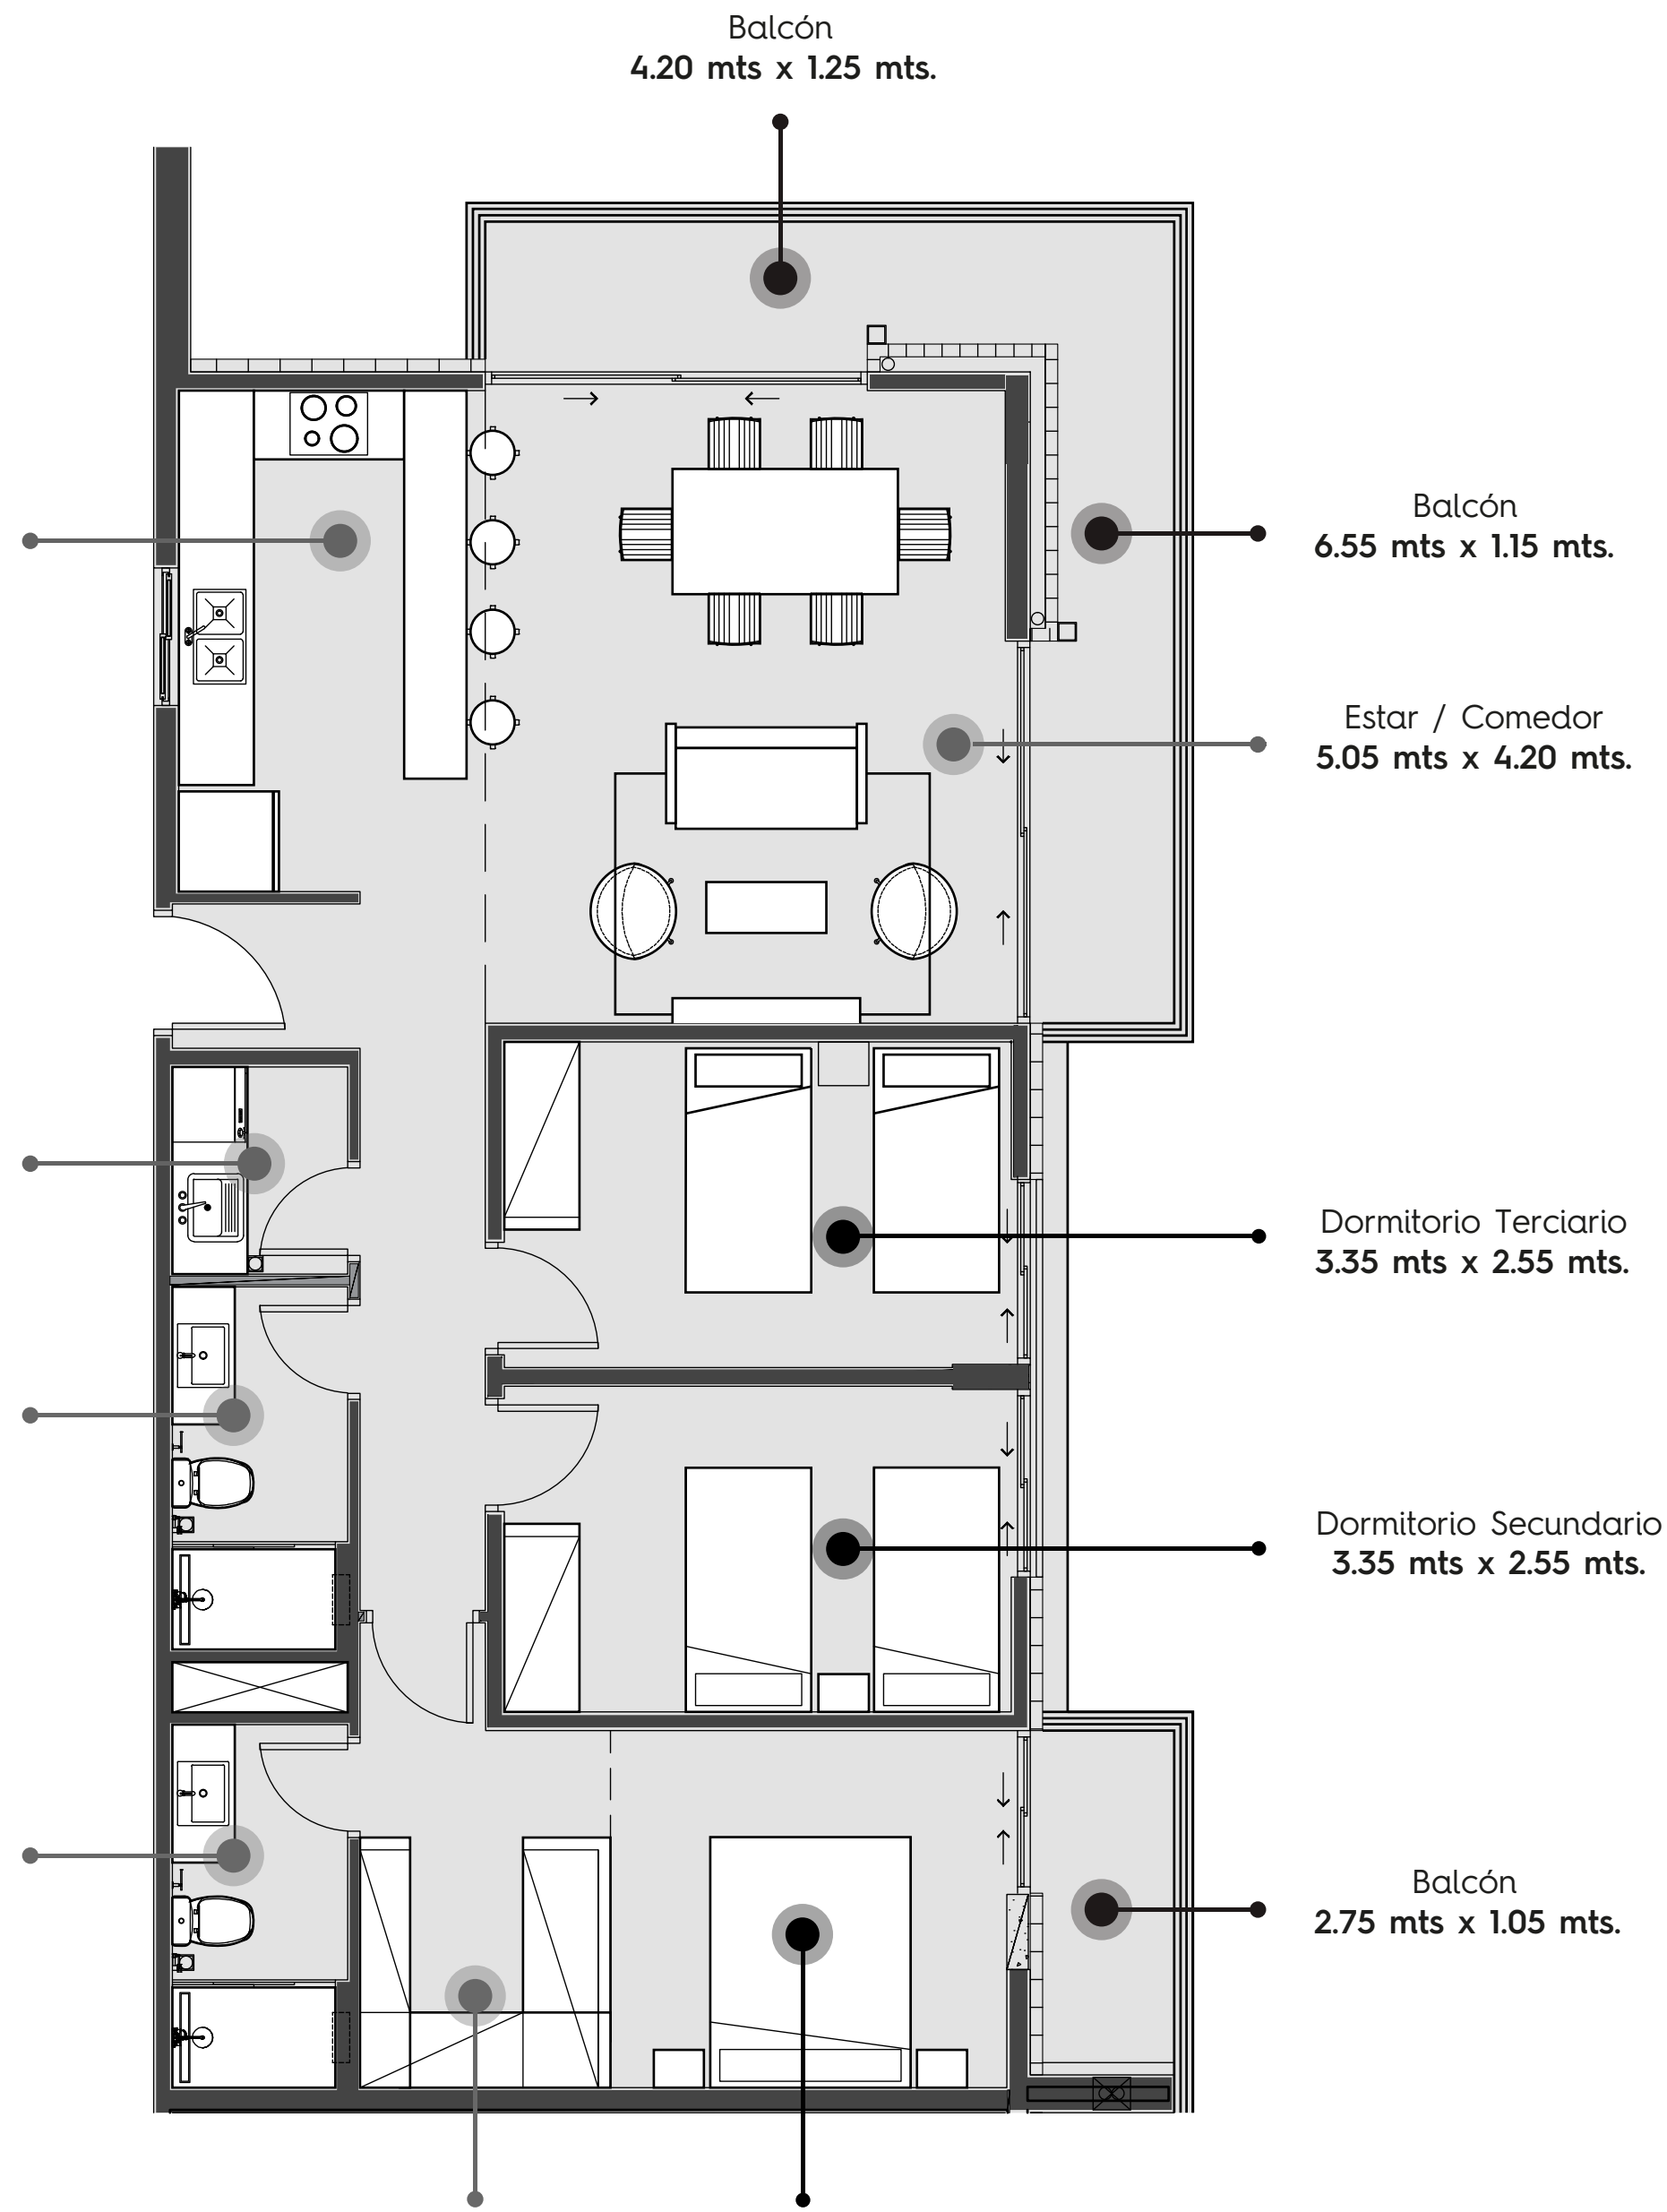 Balcón
4.20 mts x 1.25 mts.
Balcón
6.55 mts x 1.15 mts.
Estar / Comedor
5.05 mts x 4.20 mts.
Dormitorio Terciario
3.35 mts x 2.55 mts.
Dormitorio Secundario
3.35 mts x 2.55 mts.
Balcón
2.75 mts x 1.05 mts.